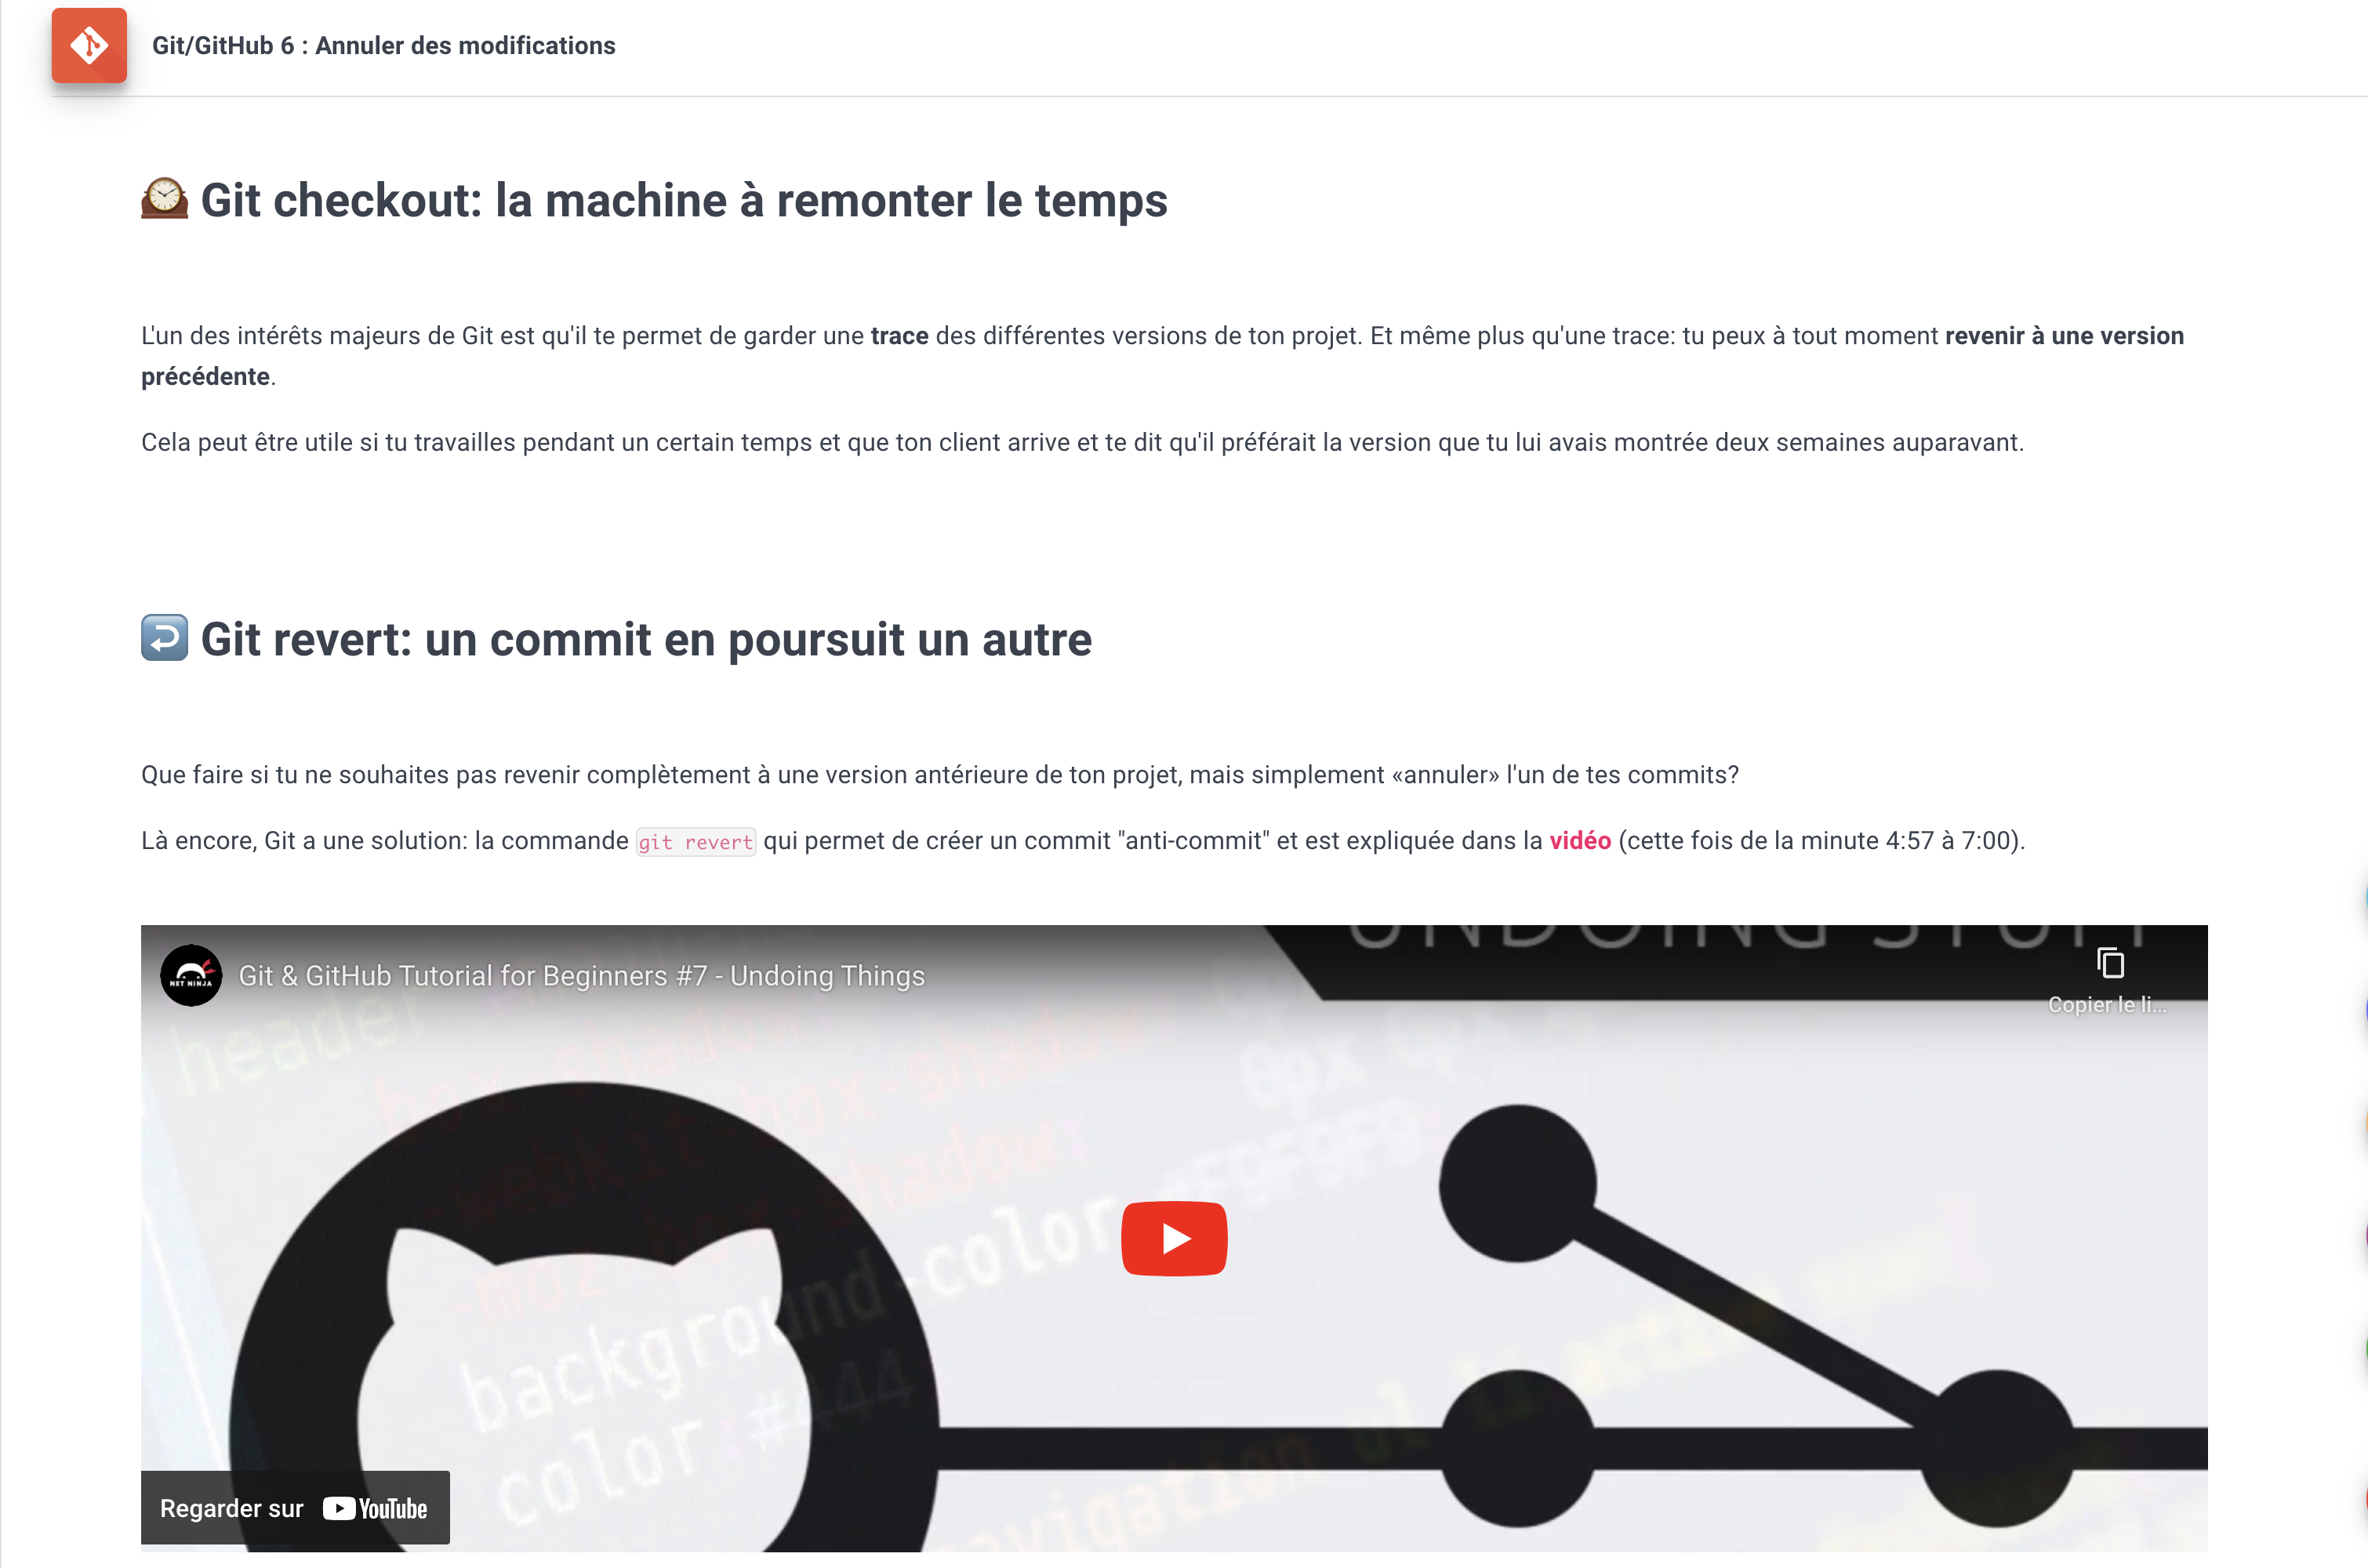 Git/GitHub 6 : Annuler des modifications
Git checkout: la machine à remonter le temps
L'un des intérêts majeurs de Git est qu'il te permet de garder une trace des différentes versions de ton projet. Et même plus qu'une trace: tu peux à tout moment revenir à une version
précédente.
Cela peut être utile si tu travailles pendant un certain temps et que ton client arrive et te dit qu'il préférait la version que tu lui avais montrée deux semaines auparavant.
Git revert: un commit en poursuit un autre
Que faire si tu ne souhaites pas revenir complètement à une version antérieure de ton projet, mais simplement «annuler» l'un de tes commits?
Là encore, Git a une solution: la commande git revert qui permet de créer un commit "anti-commit" et est expliquée dans la vidéo (cette fois de la minute 4:57 à 7:00).
UNDOING STUFF
NET NINJA
Git & GitHub Tutorial for Beginners #7 - Undoing Things
Copier le li...
header
box-shadow:
-webkit-box-shadow:
6px 6px
-moz-box-shadow:
#F9F9F9
background-color
color:#444
navigation ul li
Regarder sur YouTube